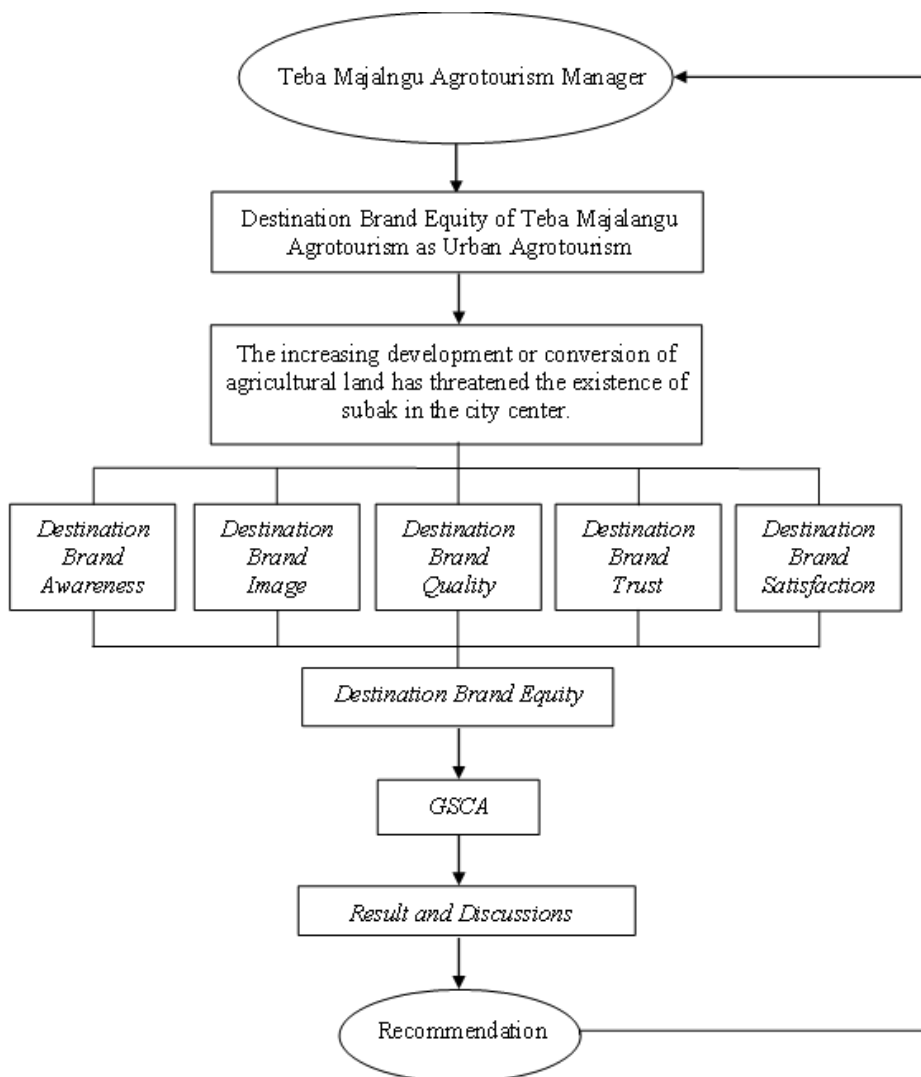 Teba Majalngu Agrotourism Manager
Destination Brand Equity of Teba Majalangu
Agrotourism as Urban Agrotourism
The increasing development or conversion of
agricultural land has threatened the existence of
subak in the city center.
Destination
Brand
Awareness
Destination
Brand
Image
Destination
Brand
Quality
Destination
Brand
Trust
Destination
Brand
Satisfaction
Destination Brand Equity
GSCA
Result and Discussions
Recommendation